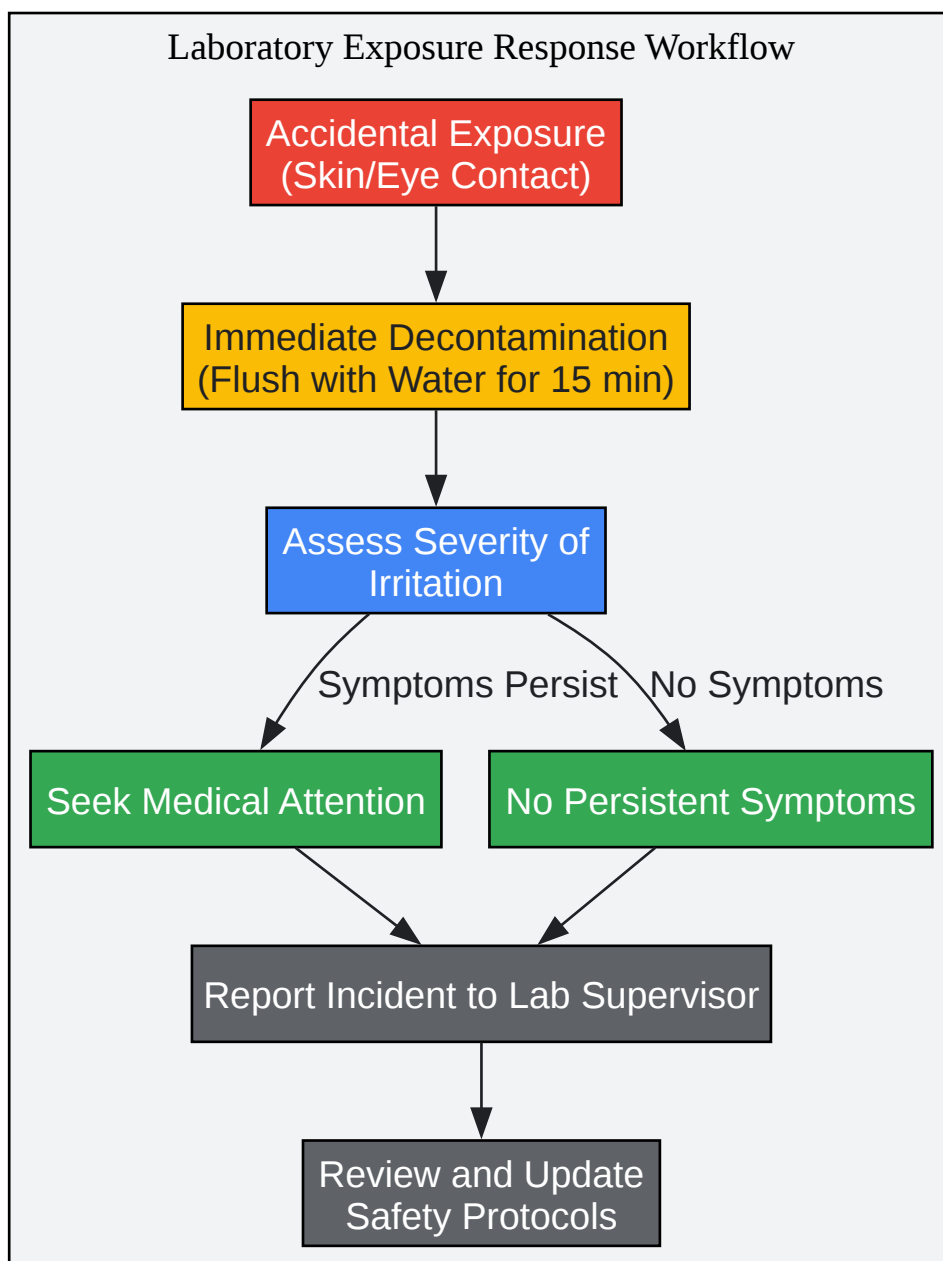 Laboratory Exposure Response Workflow
Accidental Exposure
(Skin/Eye Contact)
Immediate Decontamination
(Flush with Water for 15 min)
Assess Severity of
Irritation
Symptoms Persist
No Symptoms
Seek Medical Attention
No Persistent Symptoms
Report Incident to Lab Supervisor
Review and Update
Safety Protocols